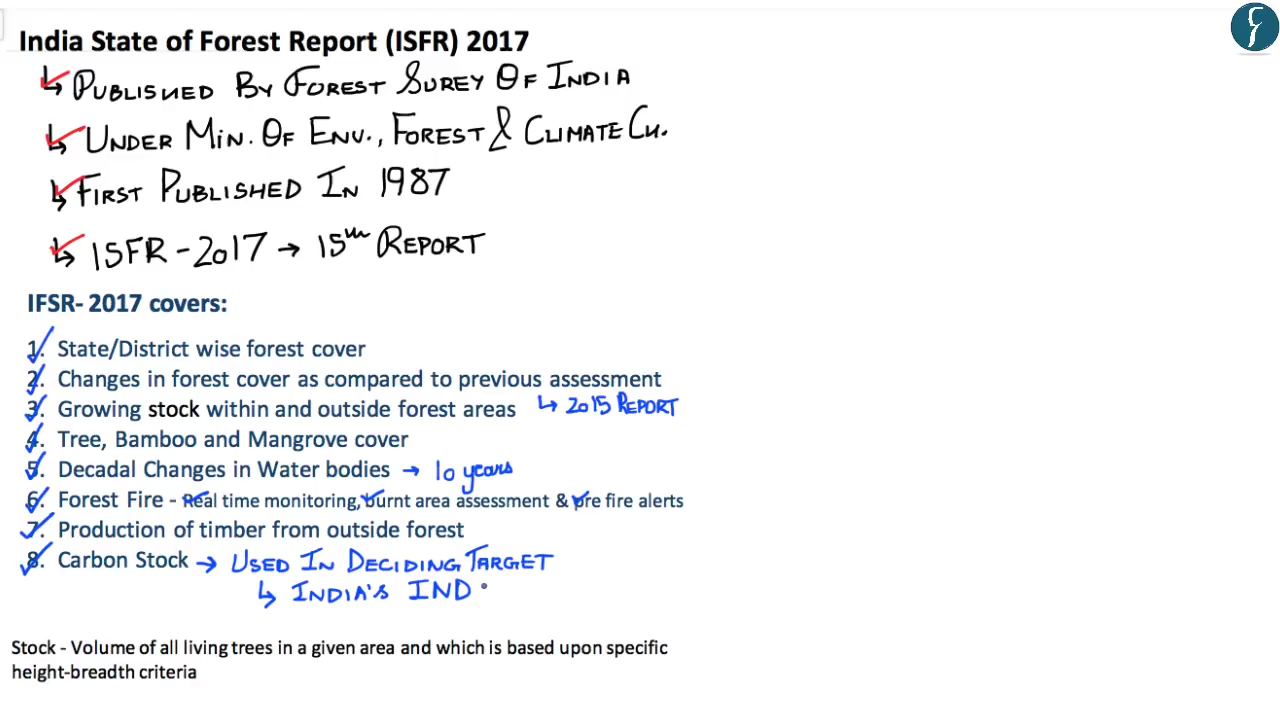 India State of Forest Report (ISFR) 2017
↳ PUBLISHED BY FOREST SUREY OF INDIA
↳ UNDER MIN. OF ENV., FOREST & CLIMATE CH.
↳ FIRST PUBLISHED IN 1987
↳ ISFR - 2017 → 15th REPORT
IFSR- 2017 covers:
1. State/District wise forest cover
2. Changes in forest cover as compared to previous assessment
3. Growing stock within and outside forest areas ↳ 2015 REPORT
4. Tree, Bamboo and Mangrove cover
5. Decadal Changes in Water bodies → 10 years
6. Forest Fire - Real time monitoring, burnt area assessment & pre fire alerts
7. Production of timber from outside forest
8. Carbon Stock → USED IN DECIDING TARGET
↳ INDIA'S IND
Stock - Volume of all living trees in a given area and which is based upon specific
height-breadth criteria